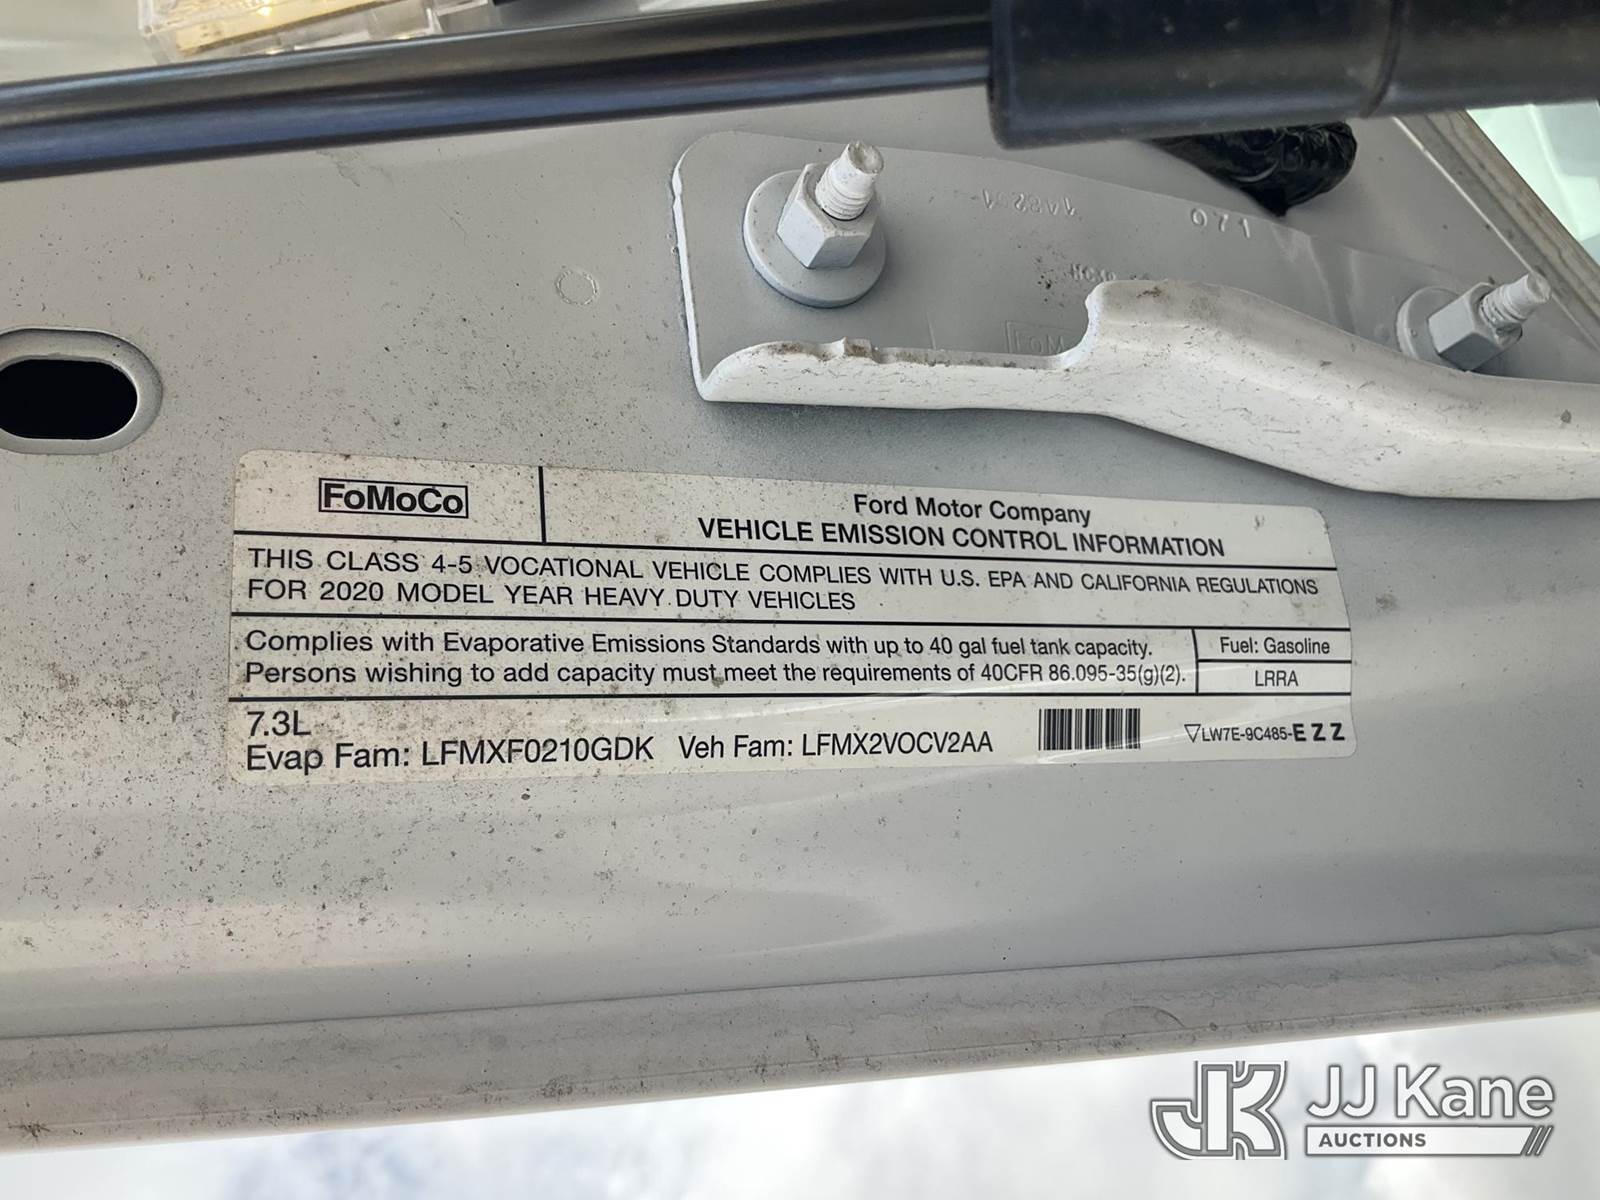 071
FoMoCo
Ford Motor Company
VEHICLE EMISSION CONTROL INFORMATION
THIS CLASS 4-5 VOCATIONAL VEHICLE COMPLIES WITH U.S. EPA AND CALIFORNIA REGULATIONS
FOR 2020 MODEL YEAR HEAVY DUTY VEHICLES
Complies with Evaporative Emissions Standards with up to 40 gal fuel tank capacity.
Persons wishing to add capacity must meet the requirements of 40CFR 86.095-35(g)(2).
Fuel: Gasoline
LRRA
7.3L
Evap Fam: LFMXF0210GDK Veh Fam: LFMX2VOCV2AA
LW7E-9C485-EZZ
JK JJ Kane
AUCTIONS